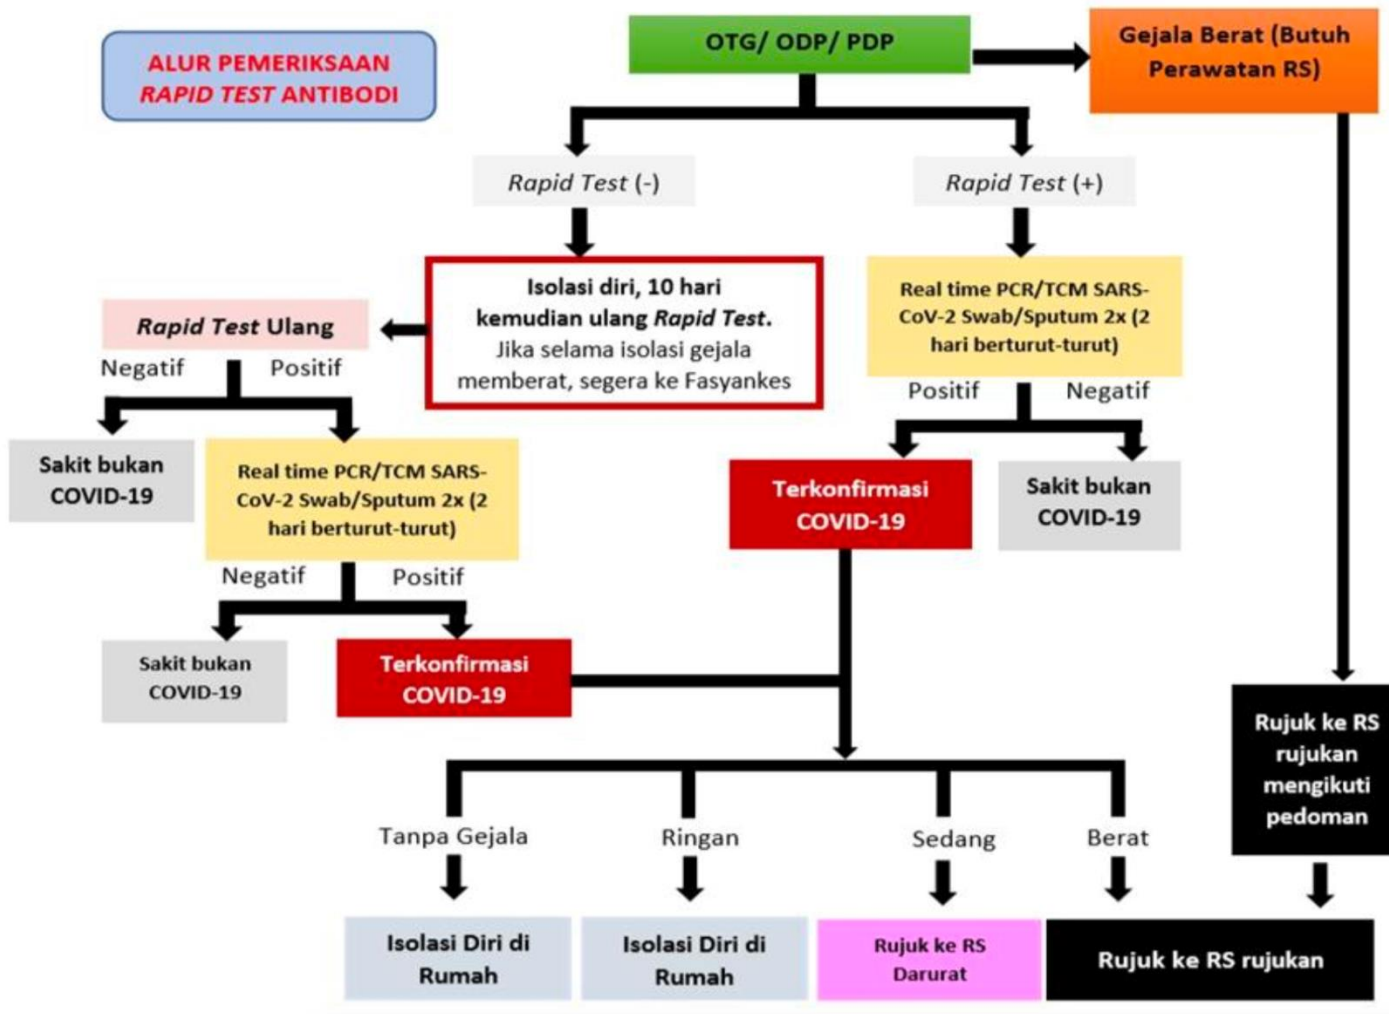 ALUR PEMERIKSAAN
RAPID TEST ANTIBODI
OTG/ ODP/ PDP
Gejala Berat (Butuh
Perawatan RS)
Rapid Test (-)
Rapid Test (+)
Isolasi diri, 10 hari
kemudian ulang Rapid Test.
Jika selama isolasi gejala
memberat, segera ke Fasyankes
Real time PCR/TCM SARS-
CoV-2 Swab/Sputum 2x (2
hari berturut-turut)
Rapid Test Ulang
Negatif
Positif
Positif
Negatif
Sakit bukan
COVID-19
Real time PCR/TCM SARS-
CoV-2 Swab/Sputum 2x (2
hari berturut-turut)
Terkonfirmasi
COVID-19
Sakit bukan
COVID-19
Negatif
Positif
Sakit bukan
COVID-19
Terkonfirmasi
COVID-19
Rujuk ke RS
rujukan
mengikuti
pedoman
Tanpa Gejala
Ringan
Sedang
Berat
Isolasi Diri di
Rumah
Isolasi Diri di
Rumah
Rujuk ke RS
Darurat
Rujuk ke RS rujukan